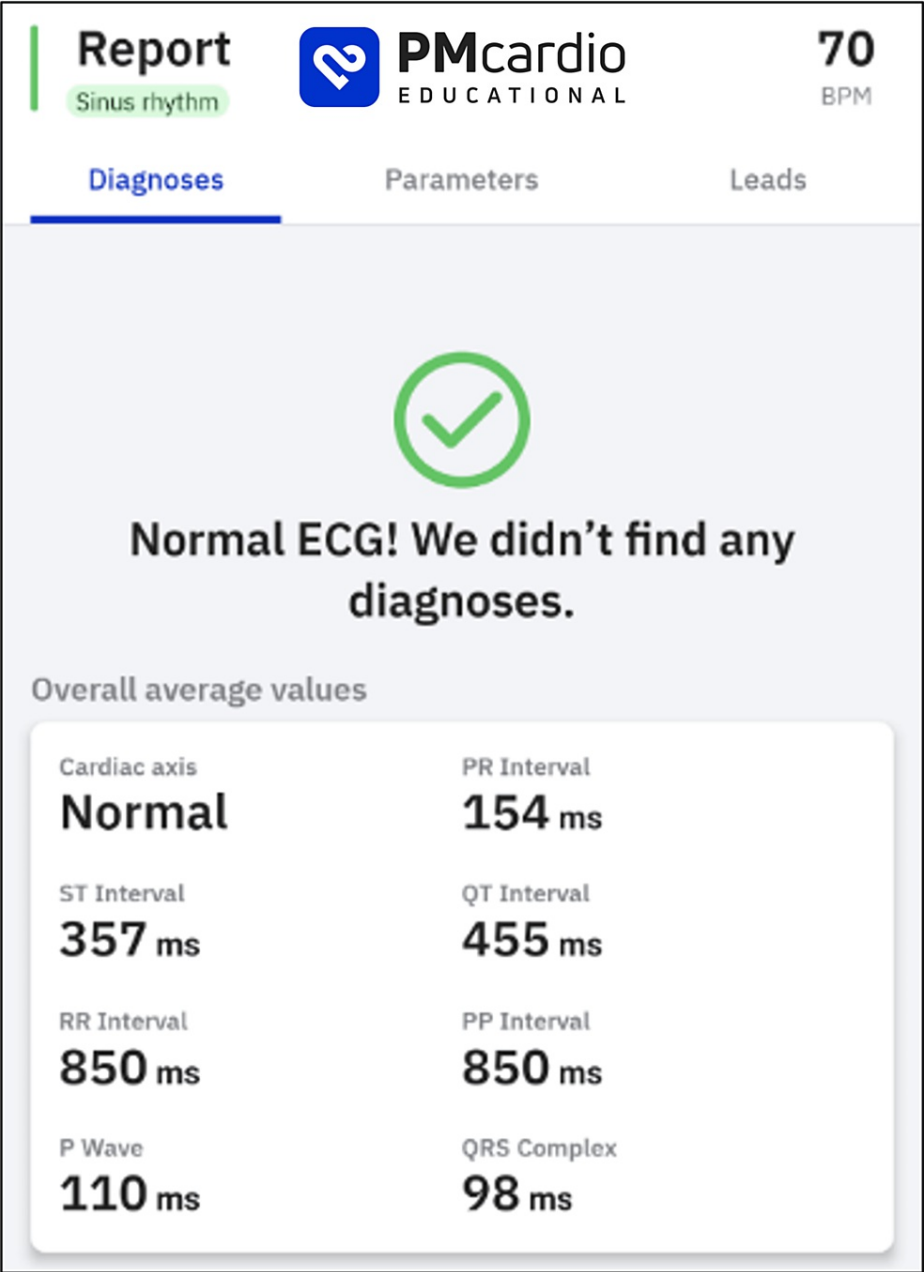 Report
Sinus rhythm
PMcardio
EDUCATIONAL
70
BPM
Diagnoses
Parameters
Leads
Normal ECG! We didn’t find any
diagnoses.
Overall average values
Cardiac axis
Normal
PR Interval
154 ms
ST Interval
357 ms
QT Interval
455 ms
RR Interval
850 ms
PP Interval
850 ms
P Wave
110 ms
QRS Complex
98 ms